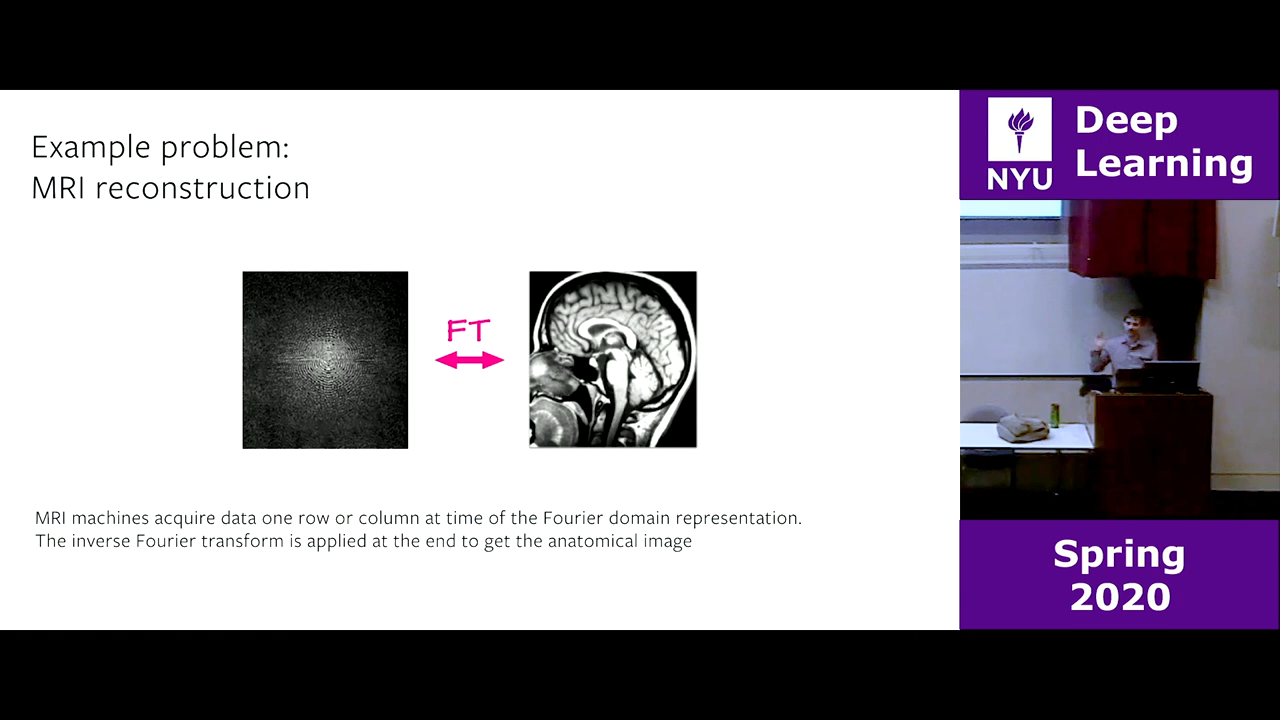 Example problem:
MRI reconstruction
FT
MRI machines acquire data one row or column at time of the Fourier domain representation.
The inverse Fourier transform is applied at the end to get the anatomical image
NYU
Deep
Learning
Spring
2020